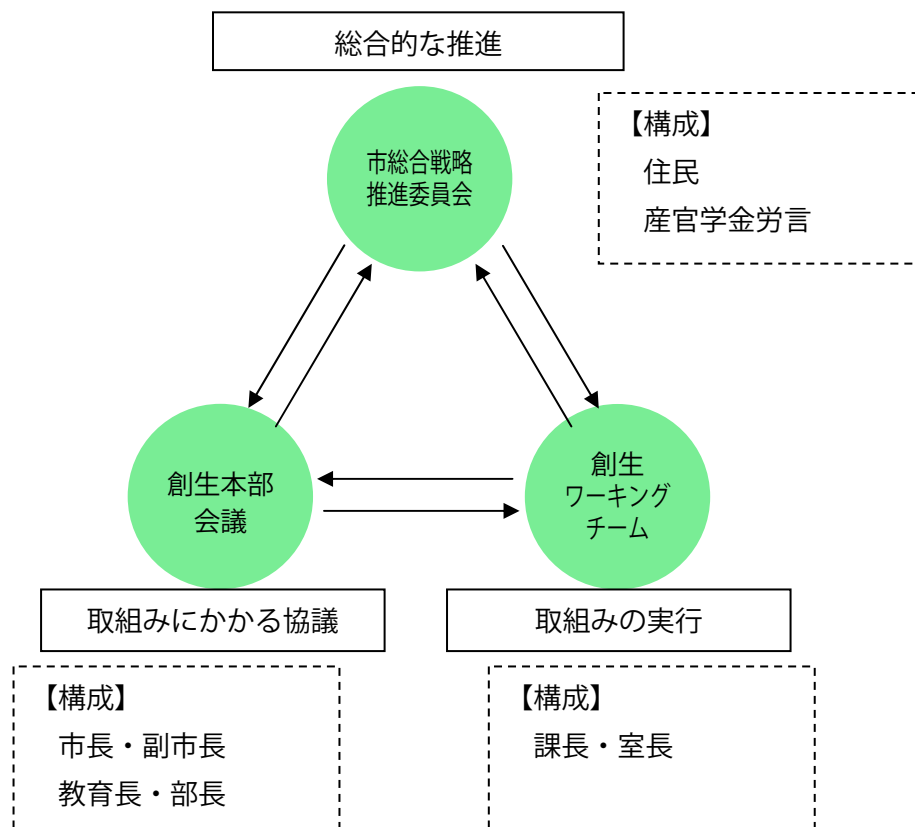 総合的な推進
市総合戦略
推進委員会
【構成】
住民
産官学金労言
創生本部
会議
創生
ワーキング
チーム
取組みにかかる協議
取組みの実行
【構成】
市長・副市長
教育長・部長
【構成】
課長・室長